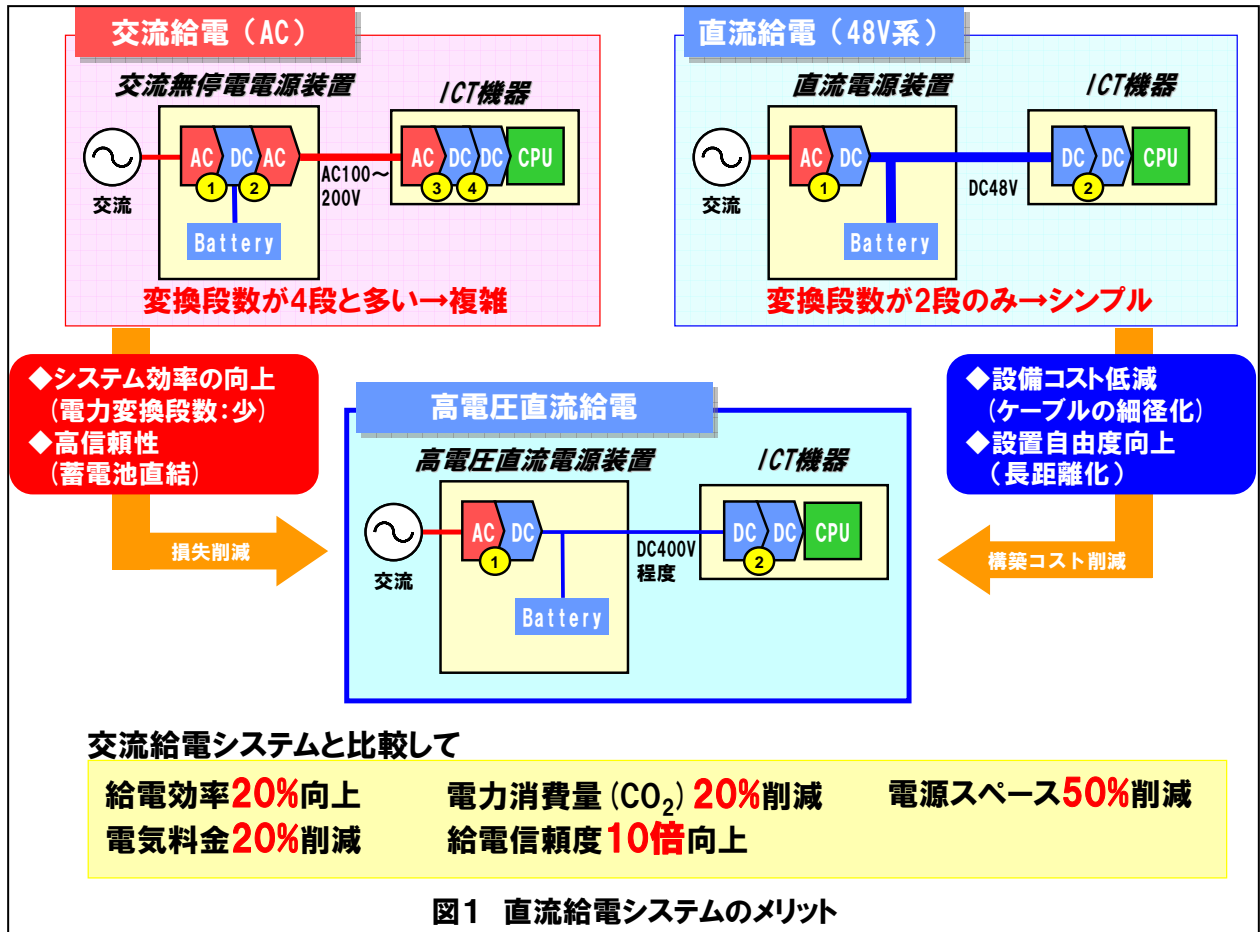 交流給電（AC）
交流無停電電源装置
ICT機器
AC DC AC
AC DC DC CPU
1 2
3 4
交流
AC100～
200V
Battery
変換段数が4段と多い→複雑
直流給電（48V系）
直流電源装置
ICT機器
AC DC
DC DC CPU
1
2
交流
DC48V
Battery
変換段数が2段のみ→シンプル
◆システム効率の向上
(電力変換段数:少)
◆高信頼性
(蓄電池直結)
損失削減
◆設備コスト低減
(ケーブルの細径化)
◆設置自由度向上
(長距離化)
構築コスト削減
高電圧直流給電
高電圧直流電源装置
ICT機器
AC DC
DC DC CPU
1
2
交流
DC400V
程度
Battery
交流給電システムと比較して
給電効率20%向上 電力消費量(CO₂)20%削減 電源スペース50%削減
電気料金20%削減 給電信頼度10倍向上
図1 直流給電システムのメリット